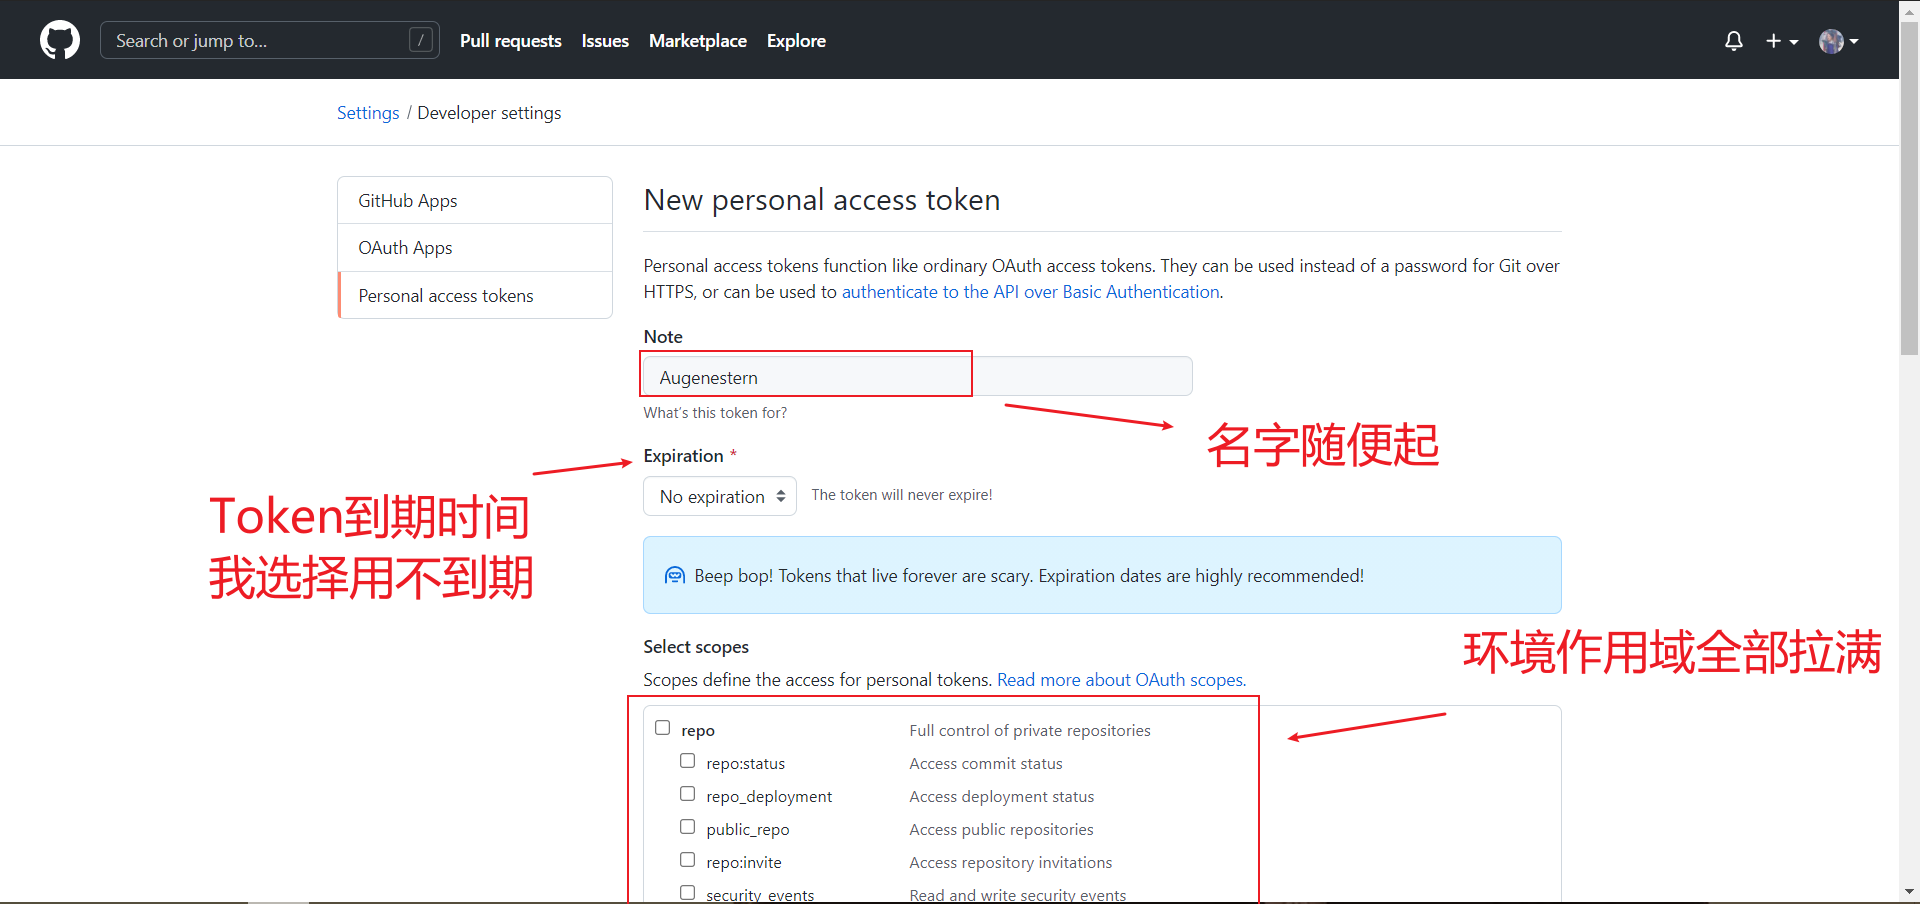 Search or jump to... /
Pull requests Issues Marketplace Explore
Settings / Developer settings
GitHub Apps
OAuth Apps
Personal access tokens
New personal access token
Personal access tokens function like ordinary OAuth access tokens. They can be used instead of a password for Git over
HTTPS, or can be used to authenticate to the API over Basic Authentication.
Note
Augenestern
What's this token for?
名字随便起
Expiration *
No expiration The token will never expire!
Token到期时间
我选择用不到期
Beep bop! Tokens that live forever are scary. Expiration dates are highly recommended!
Select scopes
Scopes define the access for personal tokens. Read more about OAuth scopes.
环境作用域全部拉满
repo Full control of private repositories
repo:status Access commit status
repo_deployment Access deployment status
public_repo Access public repositories
repo:invite Access repository invitations
security_events Read and write security events